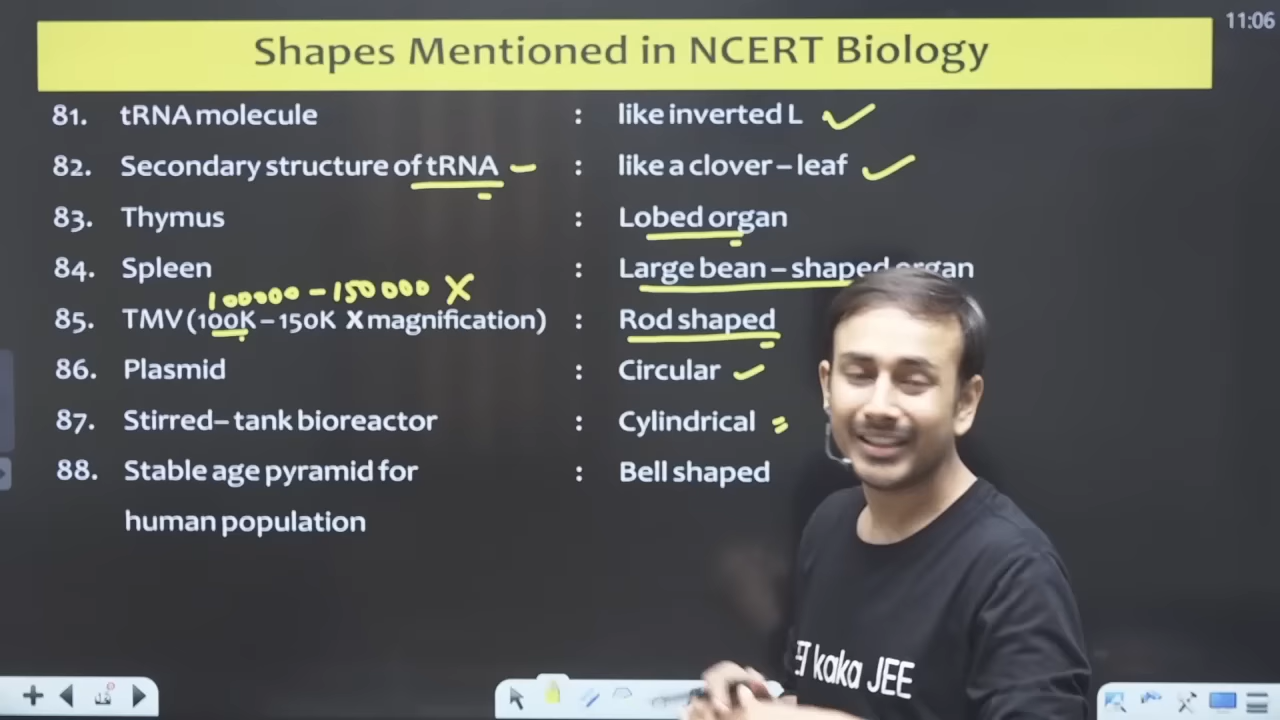 11:06
Shapes Mentioned in NCERT Biology
81. tRNA molecule : like inverted L
82. Secondary structure of tRNA : like a clover – leaf
83. Thymus : Lobed organ
84. Spleen : Large bean – shaped organ
100000 - 150000 X
85. TMV (100K – 150K X magnification) : Rod shaped
86. Plasmid : Circular
87. Stirred– tank bioreactor : Cylindrical
88. Stable age pyramid for : Bell shaped
human population
kaka JEE